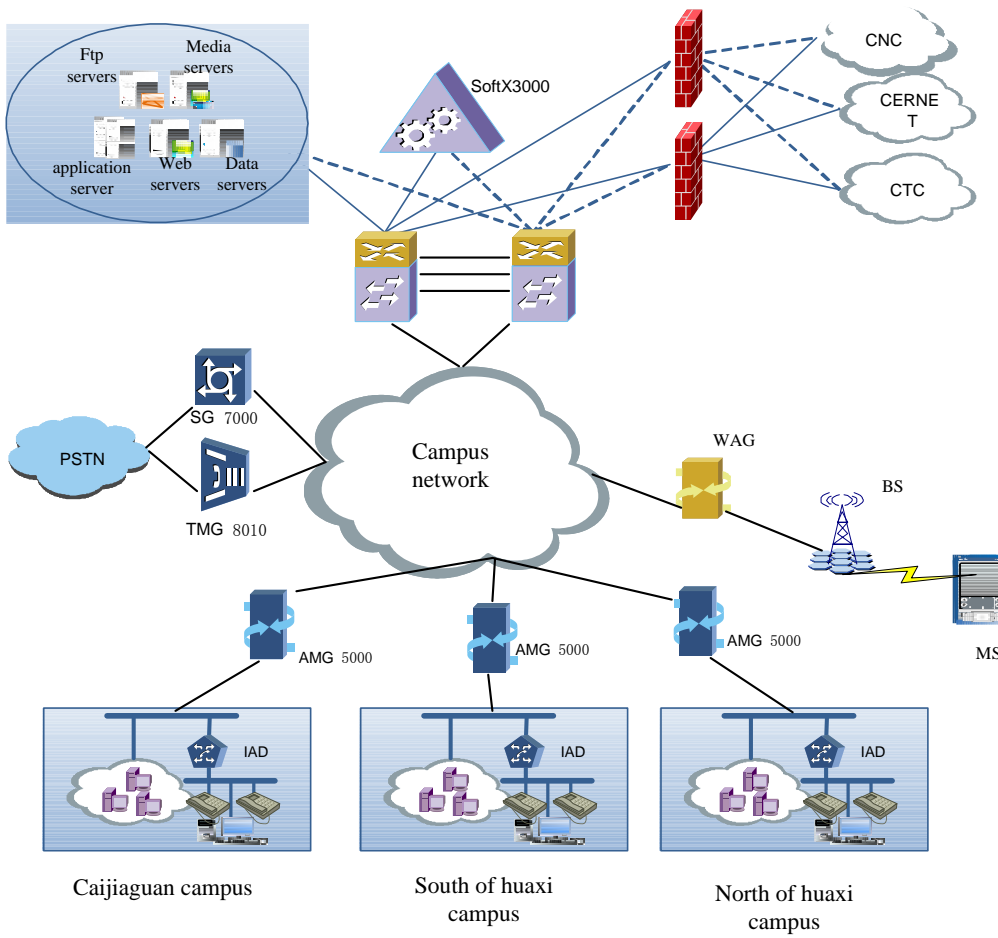 Ftp
servers
Media
servers
application
server
Web
servers
Data
servers
SoftX3000
CNC
CERNE
T
CTC
SG 7000
PSTN
TMG 8010
Campus
network
WAG
BS
MS
AMG 5000
AMG 5000
AMG 5000
IAD
IAD
IAD
Caijiaguan campus
South of huaxi
campus
North of huaxi
campus